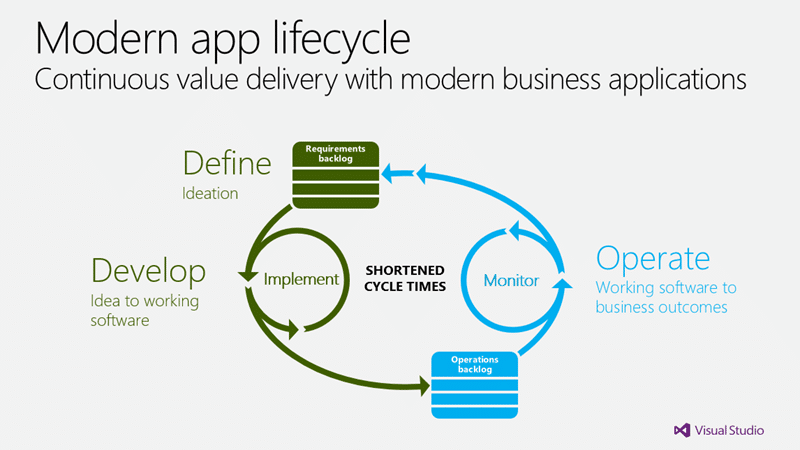 Modern app lifecycle
Continuous value delivery with modern business applications
Define
Ideation
Requirements
backlog
Develop
Idea to working
software
Implement
SHORTENED
CYCLE TIMES
Monitor
Operate
Working software to
business outcomes
Operations
backlog
Visual Studio